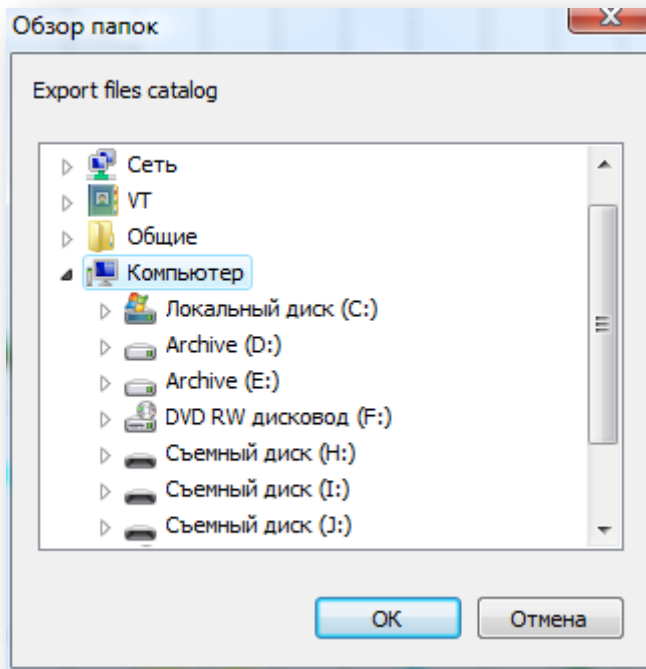 Обзор папок
Export files catalog
Сеть
VT
Общие
Компьютер
Локальный диск (C:)
Archive (D:)
Archive (E:)
DVD RW дисковод (F:)
Съемный диск (H:)
Съемный диск (I:)
Съемный диск (J:)
OK
Отмена